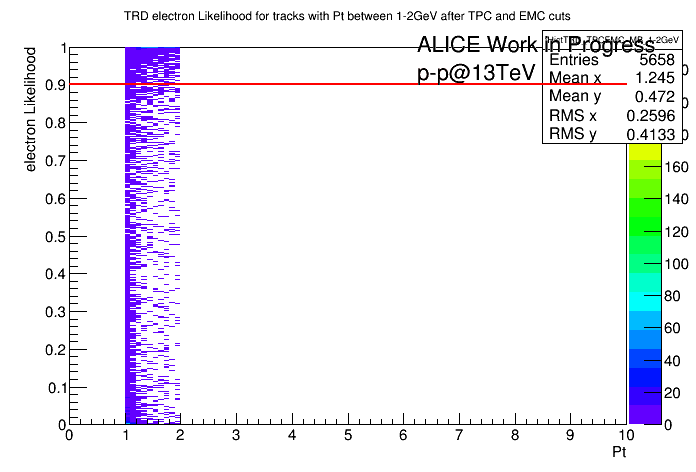 TRD electron Likelihood for tracks with Pt between 1-2GeV after TPC and EMC cuts
ALICE Work in Progress
p-p@13TeV
Entries 5658
Mean x 1.245
Mean y 0.472
RMS x 0.2596
RMS y 0.4133
electron Likelihood
1
0.9
0.8
0.7
0.6
0.5
0.4
0.3
0.2
0.1
0
0 1 2 3 4 5 6 7 8 9 10
Pt
160
140
120
100
80
60
40
20
0